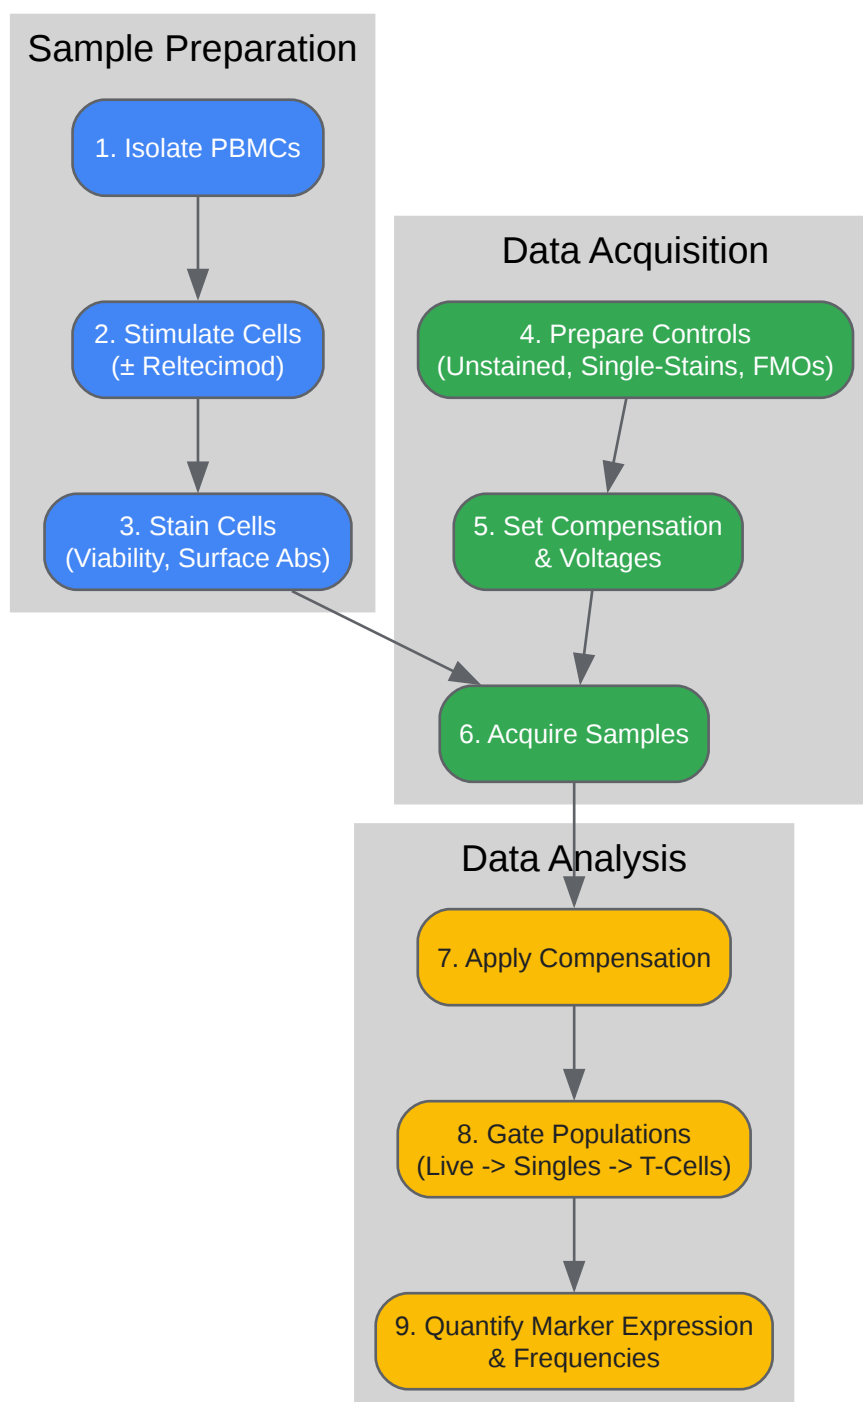 Sample Preparation
1. Isolate PBMCs
2. Stimulate Cells
(± Reltecimod)
3. Stain Cells
(Viability, Surface Abs)
Data Acquisition
4. Prepare Controls
(Unstained, Single-Stains, FMOs)
5. Set Compensation
& Voltages
6. Acquire Samples
Data Analysis
7. Apply Compensation
8. Gate Populations
(Live -> Singles -> T-Cells)
9. Quantify Marker Expression
& Frequencies